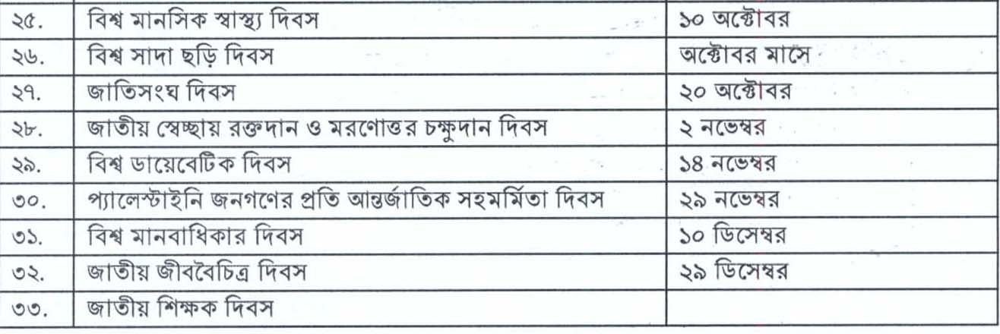 ২৫. বিশ্ব মানসিক স্বাস্থ্য দিবস ১০ অক্টোবর
২৬. বিশ্ব সাদা ছড়ি দিবস অক্টোবর মাসে
২৭. জাতিসংঘ দিবস ২০ অক্টোবর
২৮. জাতীয় স্বেচ্ছায় রক্তদান ও মরণোত্তর চক্ষুদান দিবস ২ নভেম্বর
২৯. বিশ্ব ডায়েবেটিক দিবস ১৪ নভেম্বর
৩০. প্যালেস্টাইনি জনগণের প্রতি আন্তর্জাতিক সহমর্মিতা দিবস ২৯ নভেম্বর
৩১. বিশ্ব মানবাধিকার দিবস ১০ ডিসেম্বর
৩২. জাতীয় জীববৈচিত্র দিবস ২৯ ডিসেম্বর
৩৩. জাতীয় শিক্ষক দিবস